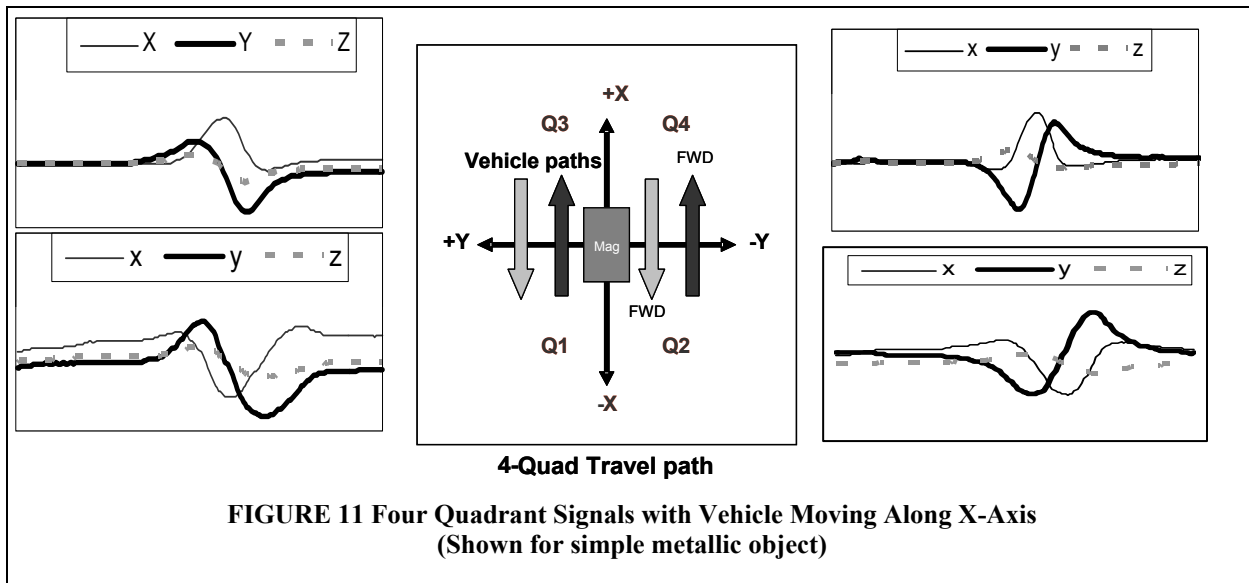 X Y Z
x y z
+X
Q3 Q4
Vehicle paths FWD
+Y Mag -Y
FWD
Q1 Q2
-X
4-Quad Travel path
x y z
x y z
FIGURE 11 Four Quadrant Signals with Vehicle Moving Along X-Axis
(Shown for simple metallic object)